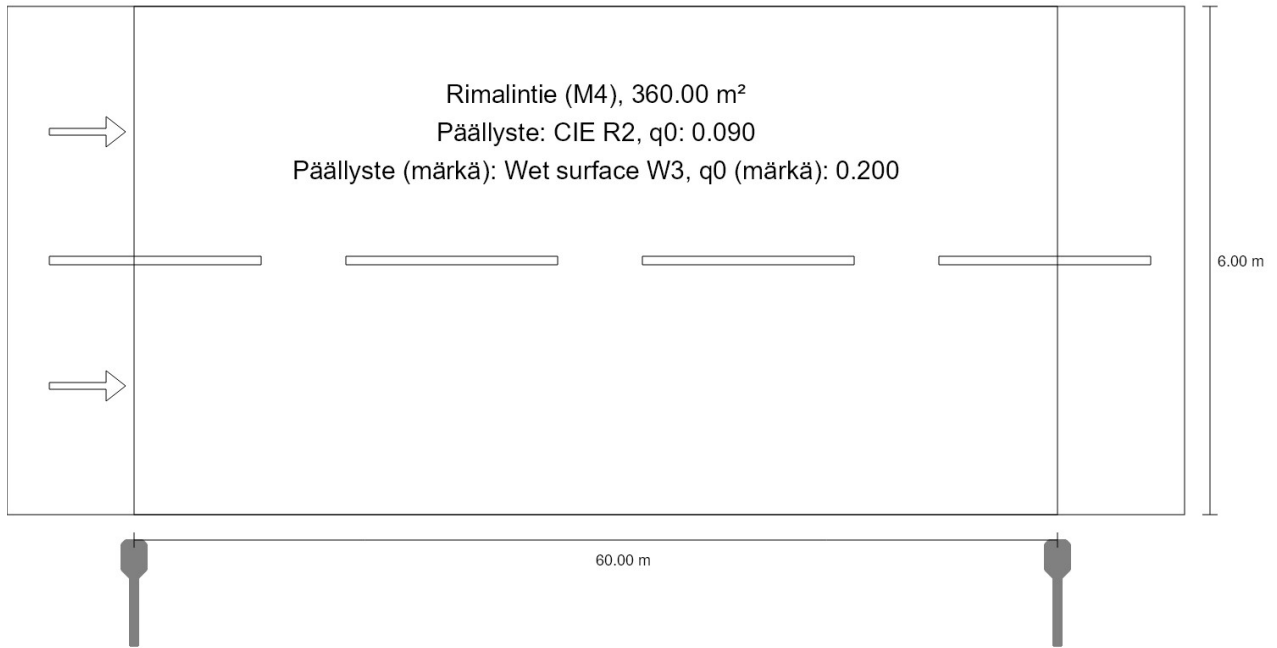 Rimalintie (M4), 360.00 m²
Päällyste: CIE R2, q0: 0.090
Päällyste (märkä): Wet surface W3, q0 (märkä): 0.200
6.00 m
60.00 m